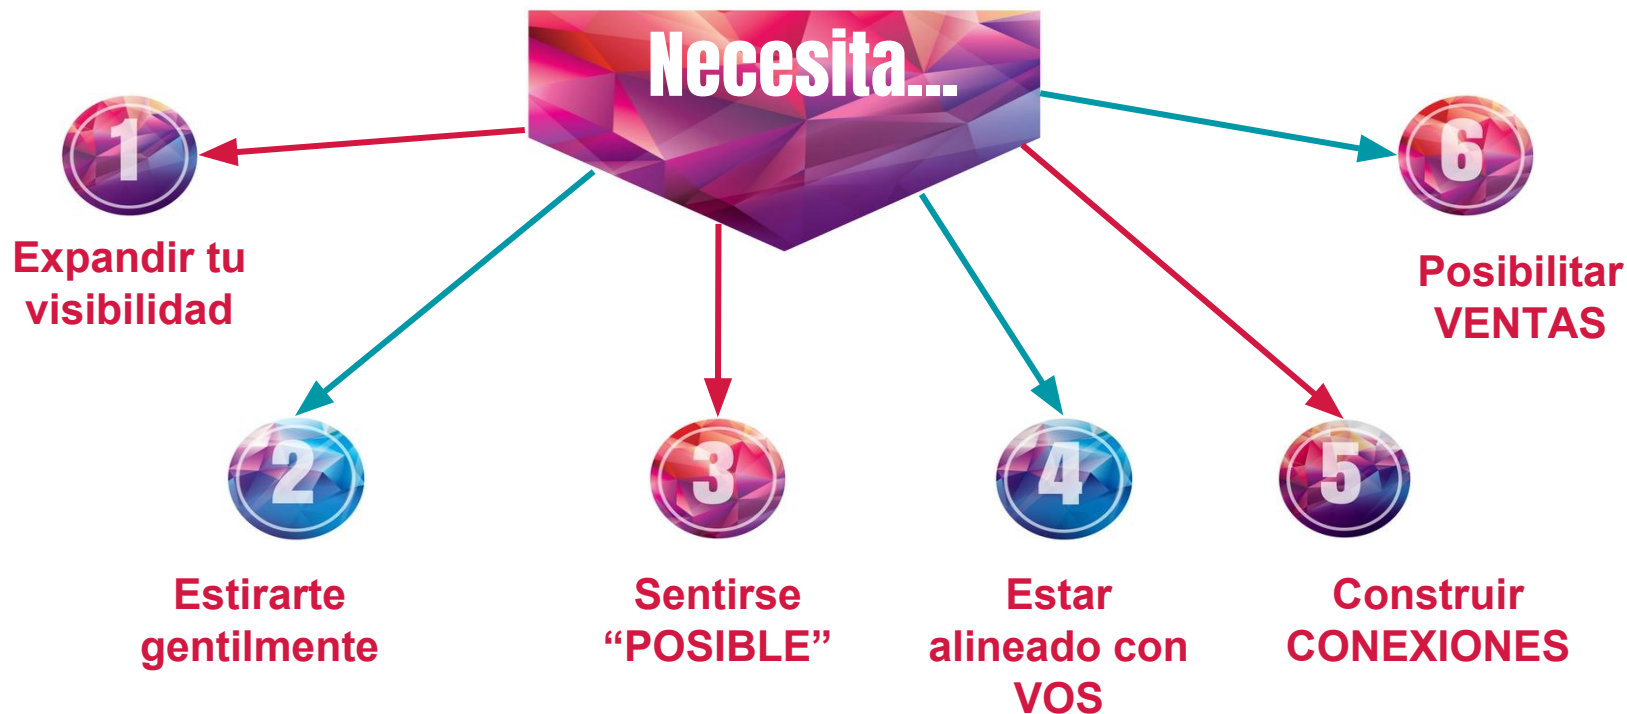 Necesita...
1
Expandir tu
visibilidad
2
Estirarte
gentilmente
3
Sentirse
“POSIBLE”
4
Estar
alineado con
VOS
5
Construir
CONEXIONES
6
Posibilitar
VENTAS